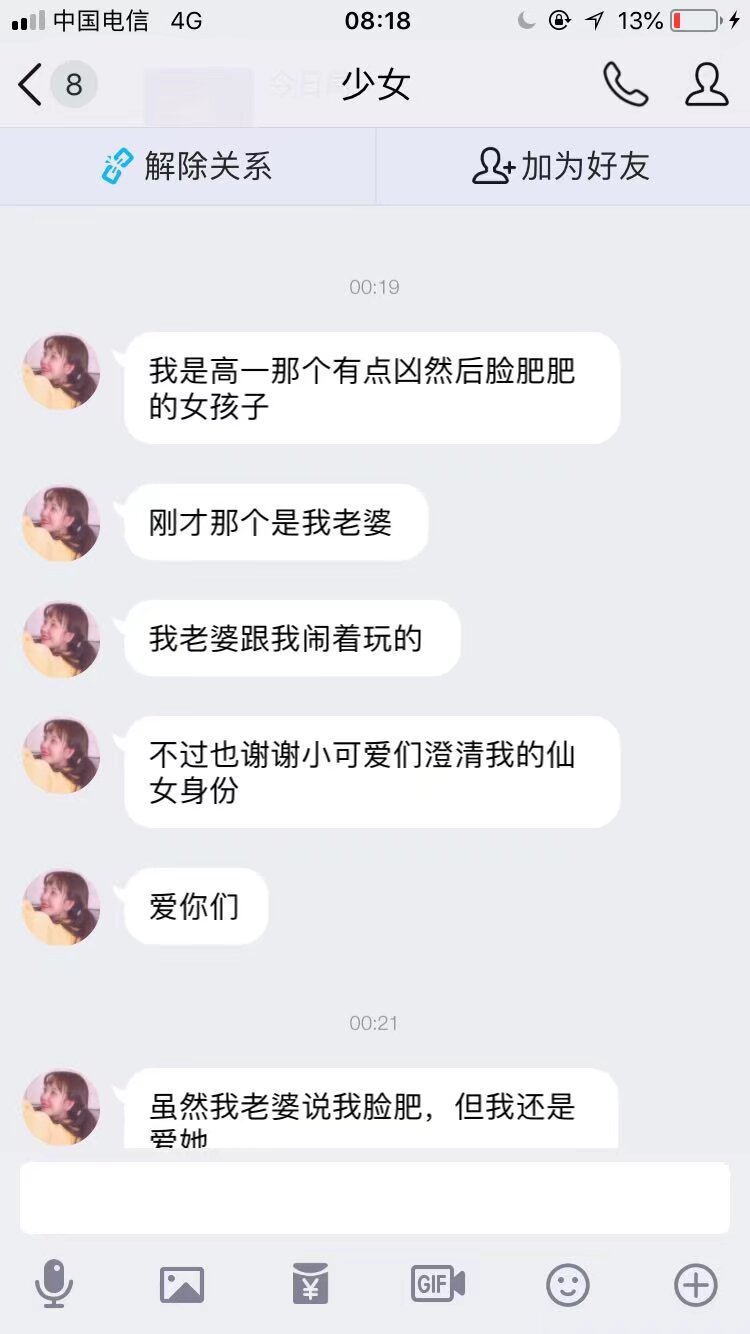 中国电信 4G 08:18 13%
8 少女
解除关系 加为好友
00:19
我是高一那个有点凶然后脸肥肥
的女孩子
刚才那个是我老婆
我老婆跟我闹着玩的
不过也谢谢小可爱们澄清我的仙
女身份
爱你们
00:21
虽然我老婆说我脸肥，但我还是
爱她
¥ GIF